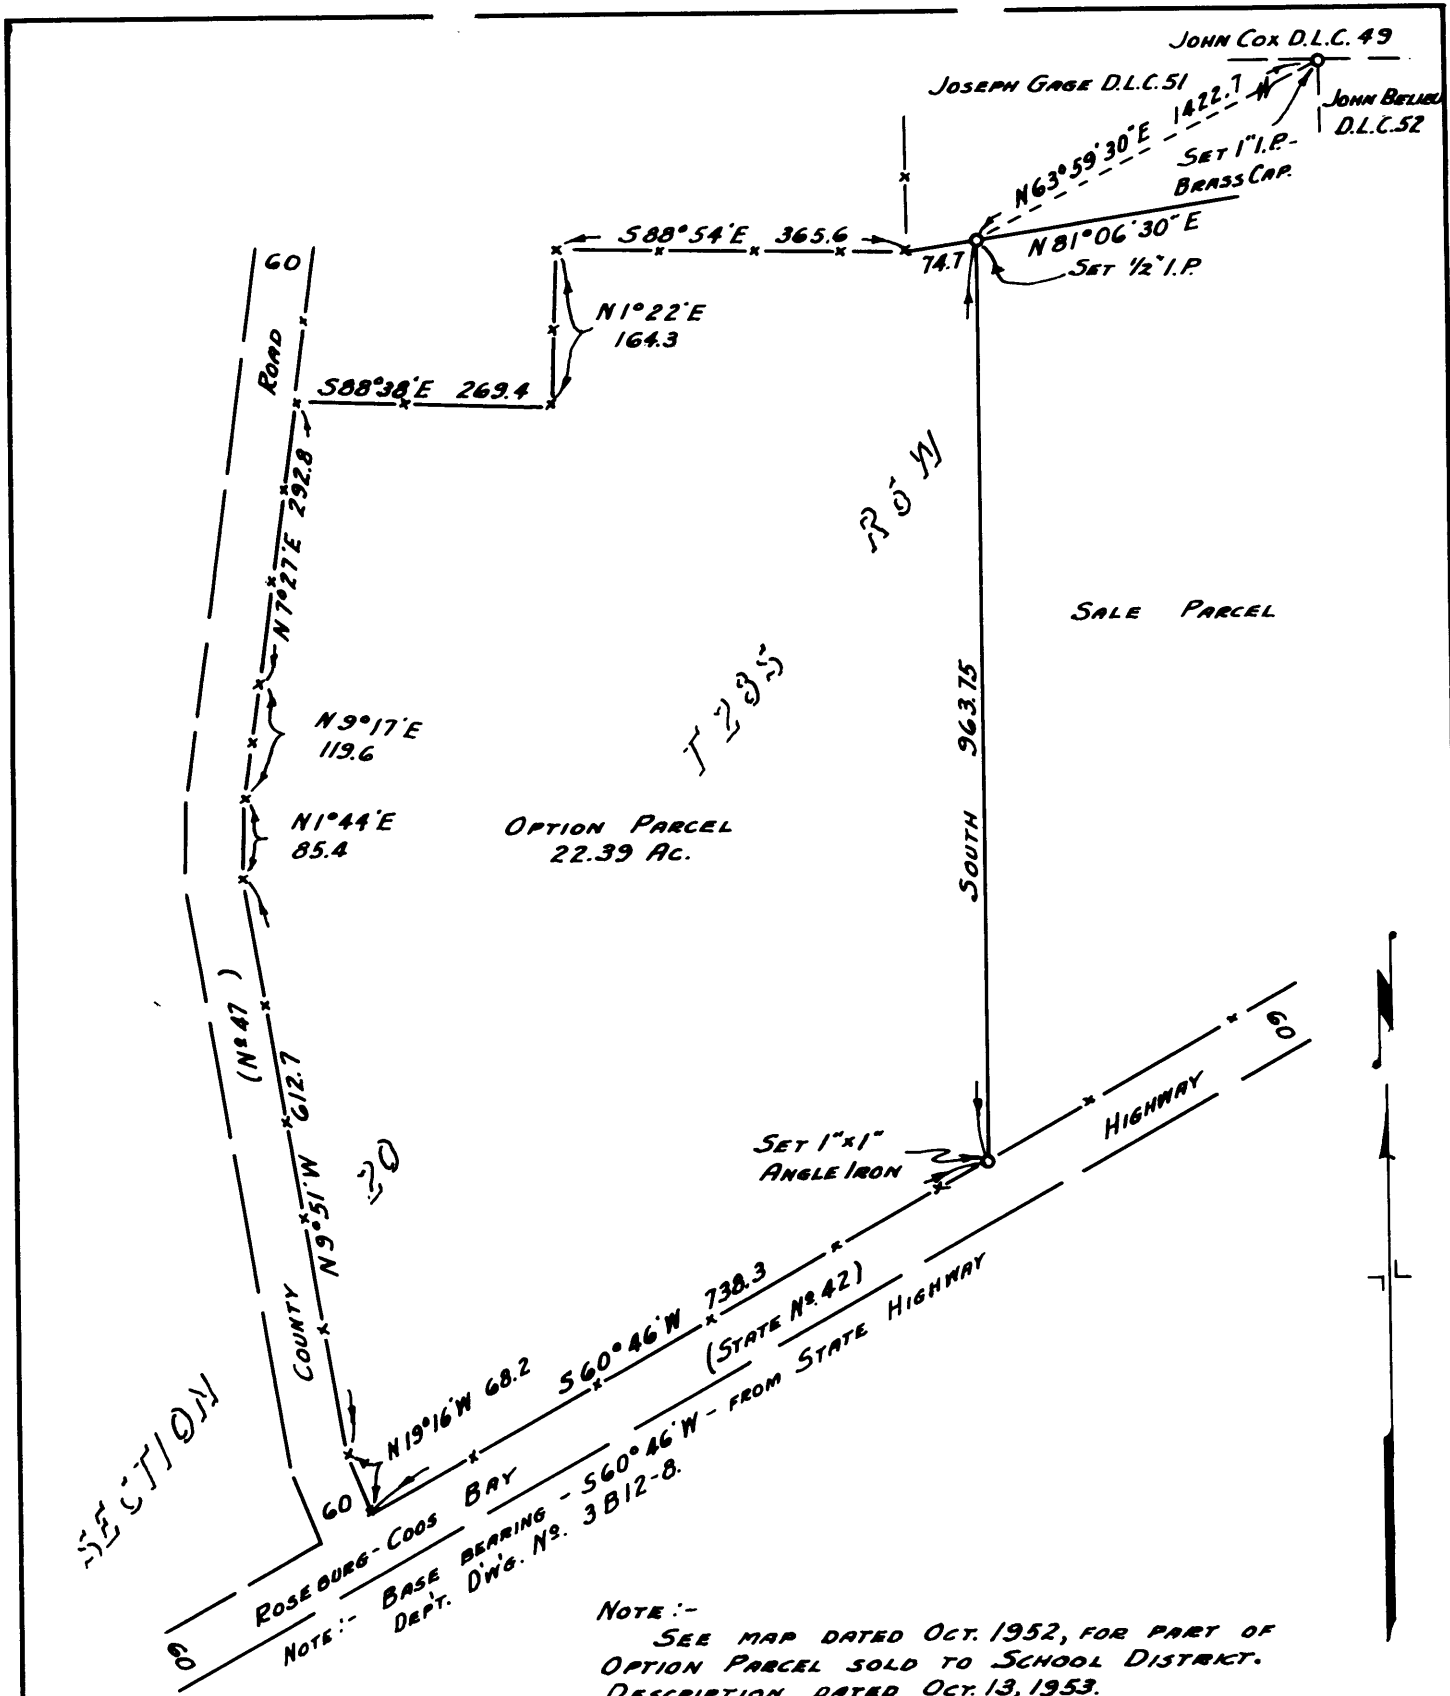 JOHN COX D.L.C. 49
JOSEPH GAGE D.L.C. 51
N63°59'30"E 1422.7
JOHN BELIEU
D.L.C. 52
SET 1" I.P.-
BRASS CAP.
S88°54'E 365.6
74.7
N81°06'30"E
SET 1/2" I.P.
60
N1°22'E
164.3
ROAD
S88°38'E 269.4
N7°27'E 292.8
R6W
SALE PARCEL
T28S
SOUTH 963.75
N9°17'E
119.6
N1°44'E
85.4
OPTION PARCEL
22.39 AC.
(Nº 47 )
N9°51'W 612.7
20
60
HIGHWAY
SET 1"x1"
ANGLE IRON
COUNTY
S60°46'W 738.3
(STATE Nº. 42)
N19°16'W 68.2
SECTION
60
ROSEBURG-COOS BAY
60
NOTE:- BASE BEARING - S60°46'W - FROM STATE HIGHWAY
DEP'T. DW'G. Nº. 3B12-8.
NOTE:-
SEE MAP DATED OCT. 1952, FOR PART OF
OPTION PARCEL SOLD TO SCHOOL DISTRICT.
DESCRIPTION DATED OCT. 13, 1953.